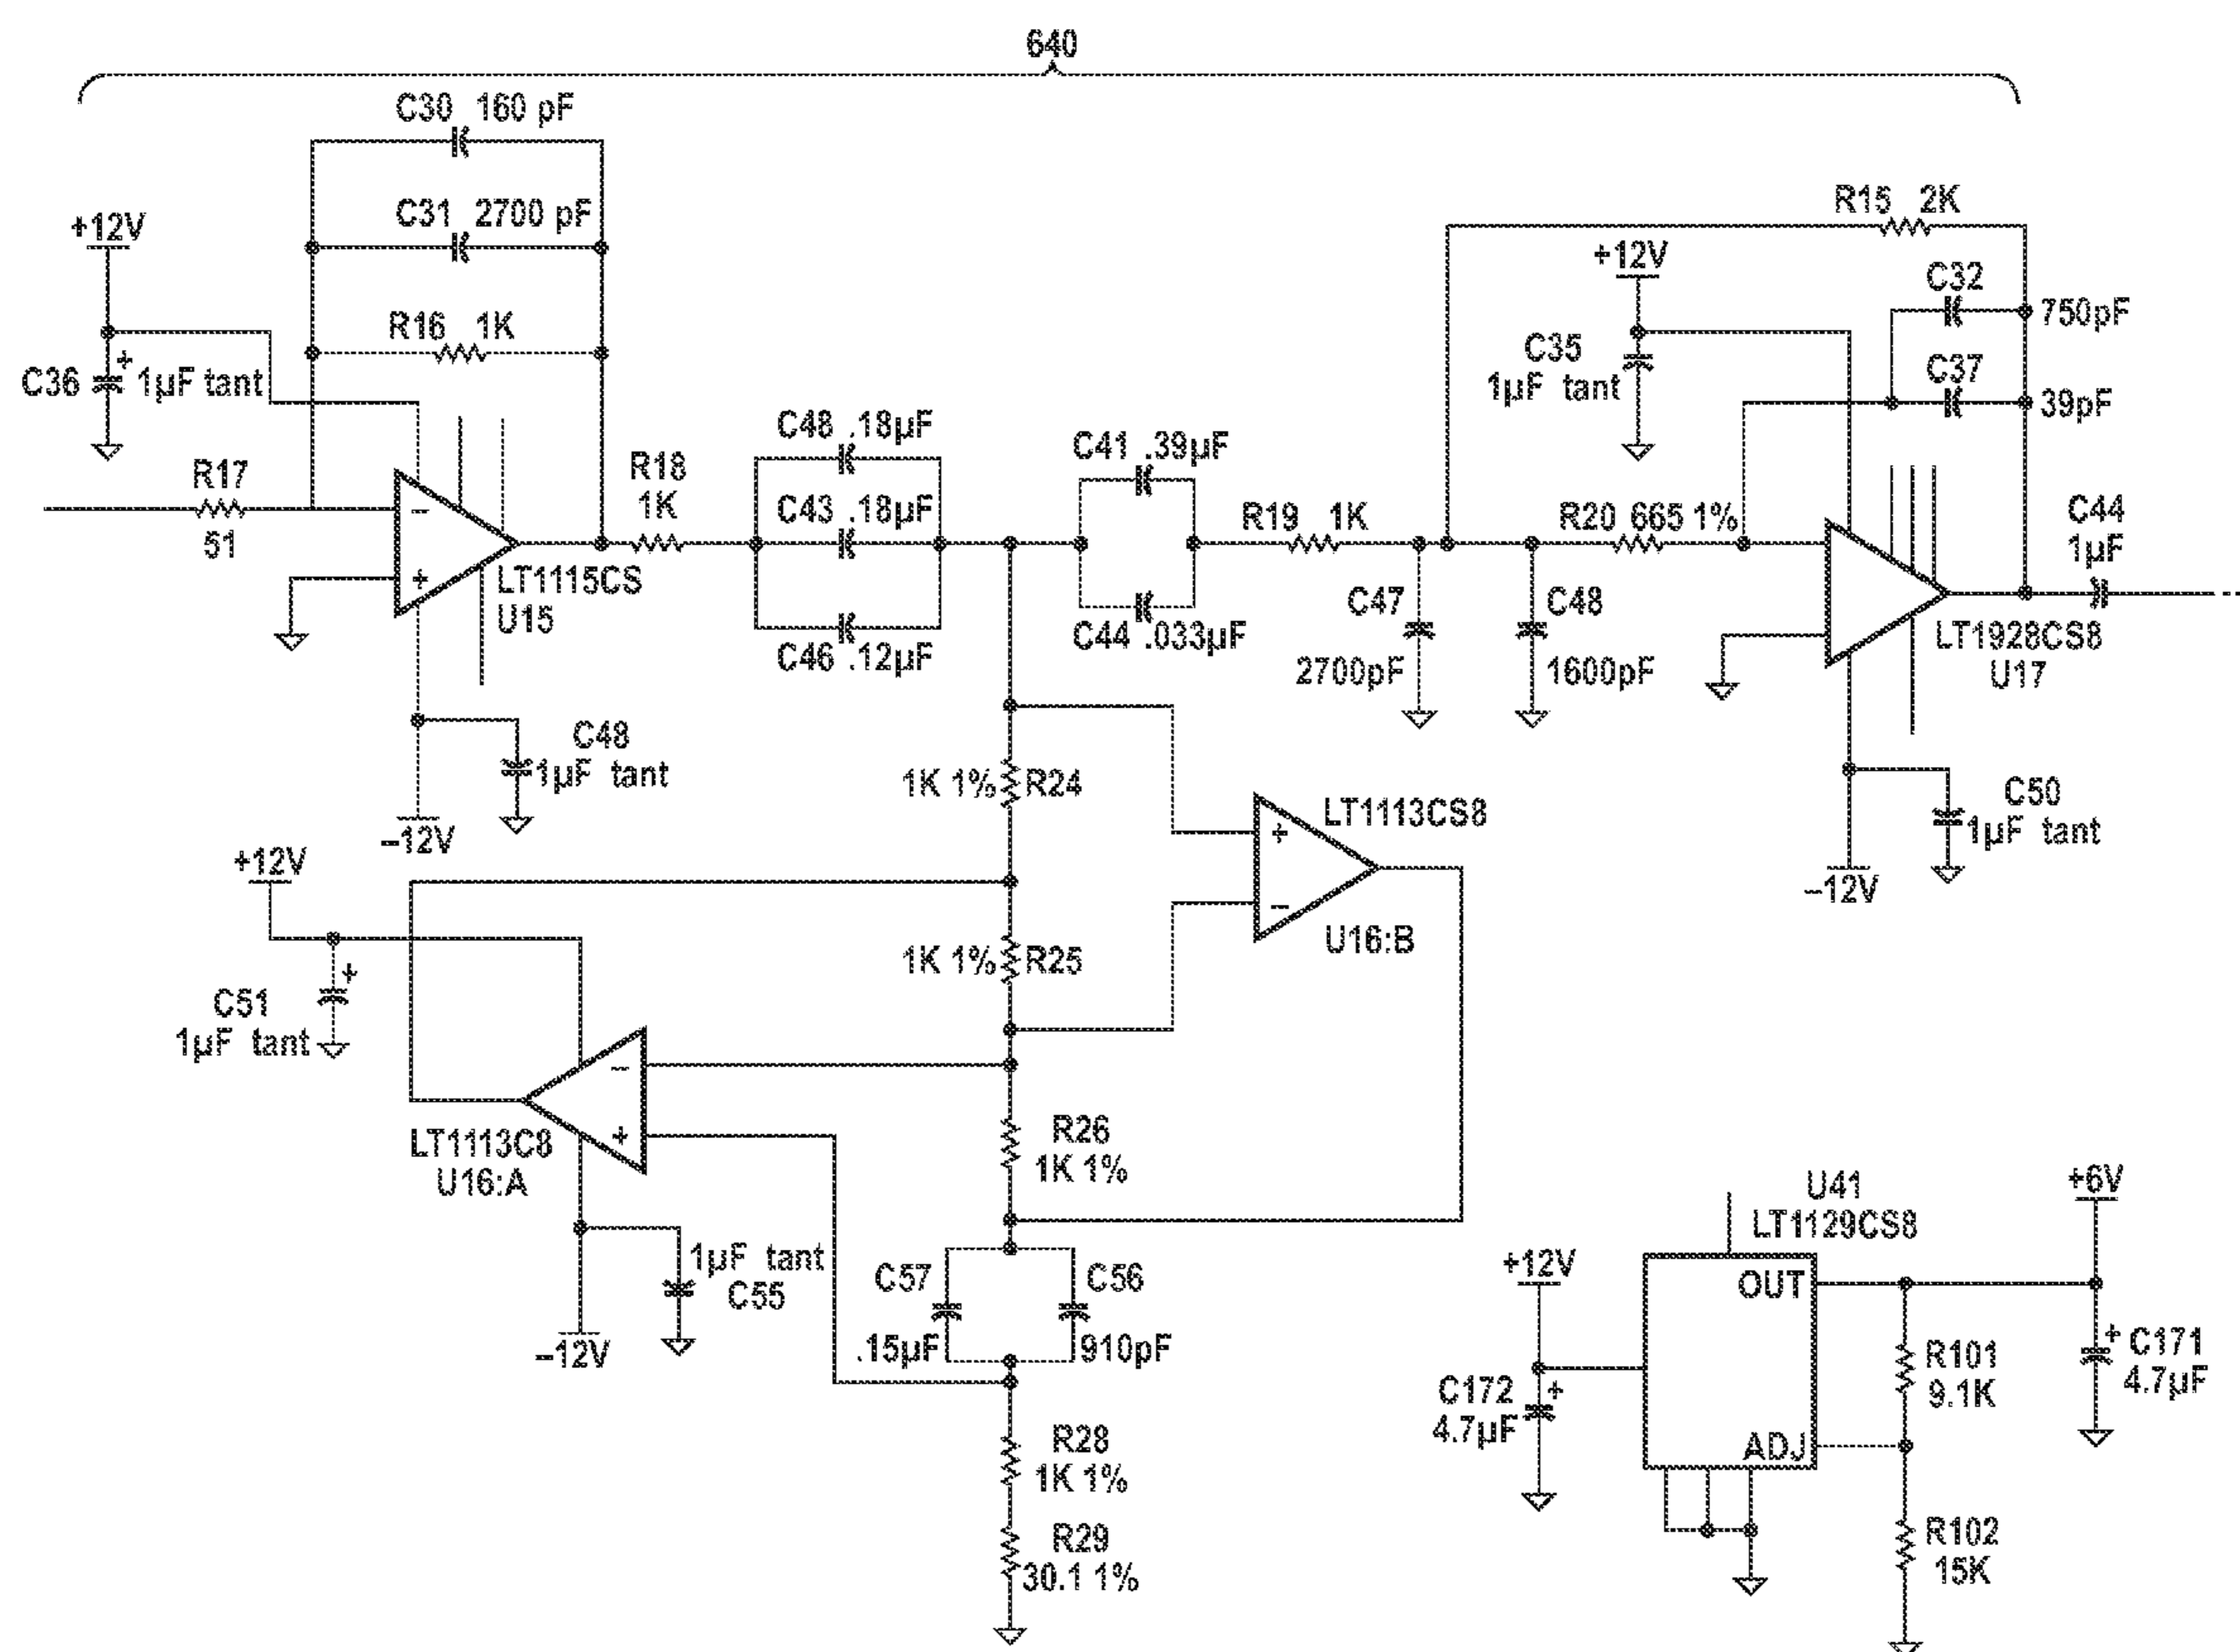 640
C30 160 pF
C31 2700 pF
+12V
R16 1K
C36
+
1µF tant
R17
51
−
+
LT1115CS
U15
R18
1K
C48 .18µF
C43 .18µF
C46 .12µF
C41 .39µF
C44 .033µF
R19 1K
C47
2700pF
C48
1600pF
R15 2K
+12V
C35
1µF tant
C32
750pF
C37
39pF
R20 665 1%
LT1928CS8
U17
C44
1µF
C48
1µF tant
−12V
C50
1µF tant
−12V
1K 1% R24
1K 1% R25
LT1113CS8
+
−
U16:B
+12V
C51
+
1µF tant
−
+
LT1113C8
U16:A
1µF tant
C55
−12V
R26
1K 1%
C57
.15µF
C56
910pF
R28
1K 1%
R29
30.1 1%
U41
LT1129CS8
+12V
+6V
OUT
ADJ
C172
+
4.7µF
R101
9.1K
+
C171
4.7µF
R102
15K